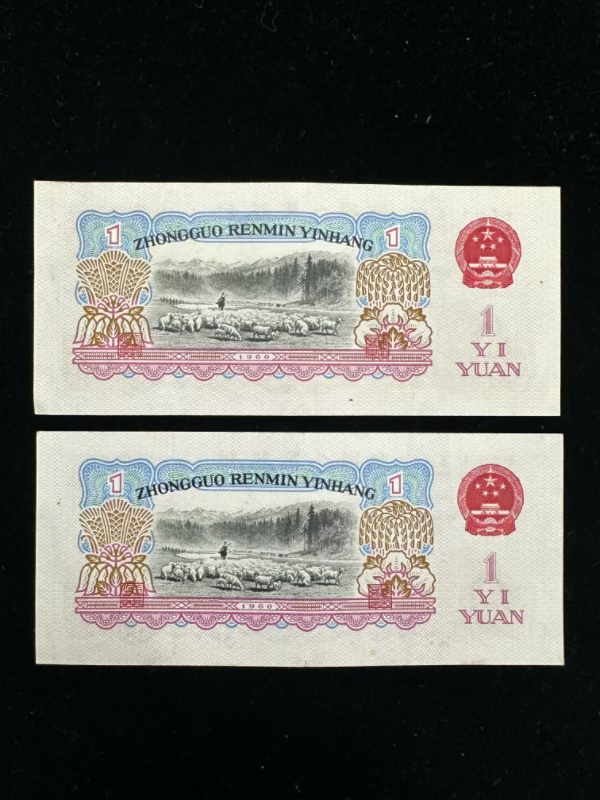 1 ZHONGGUO RENMIN YINHANG 1
1960
1
YI
YUAN
1 ZHONGGUO RENMIN YINHANG 1
1960
1
YI
YUAN